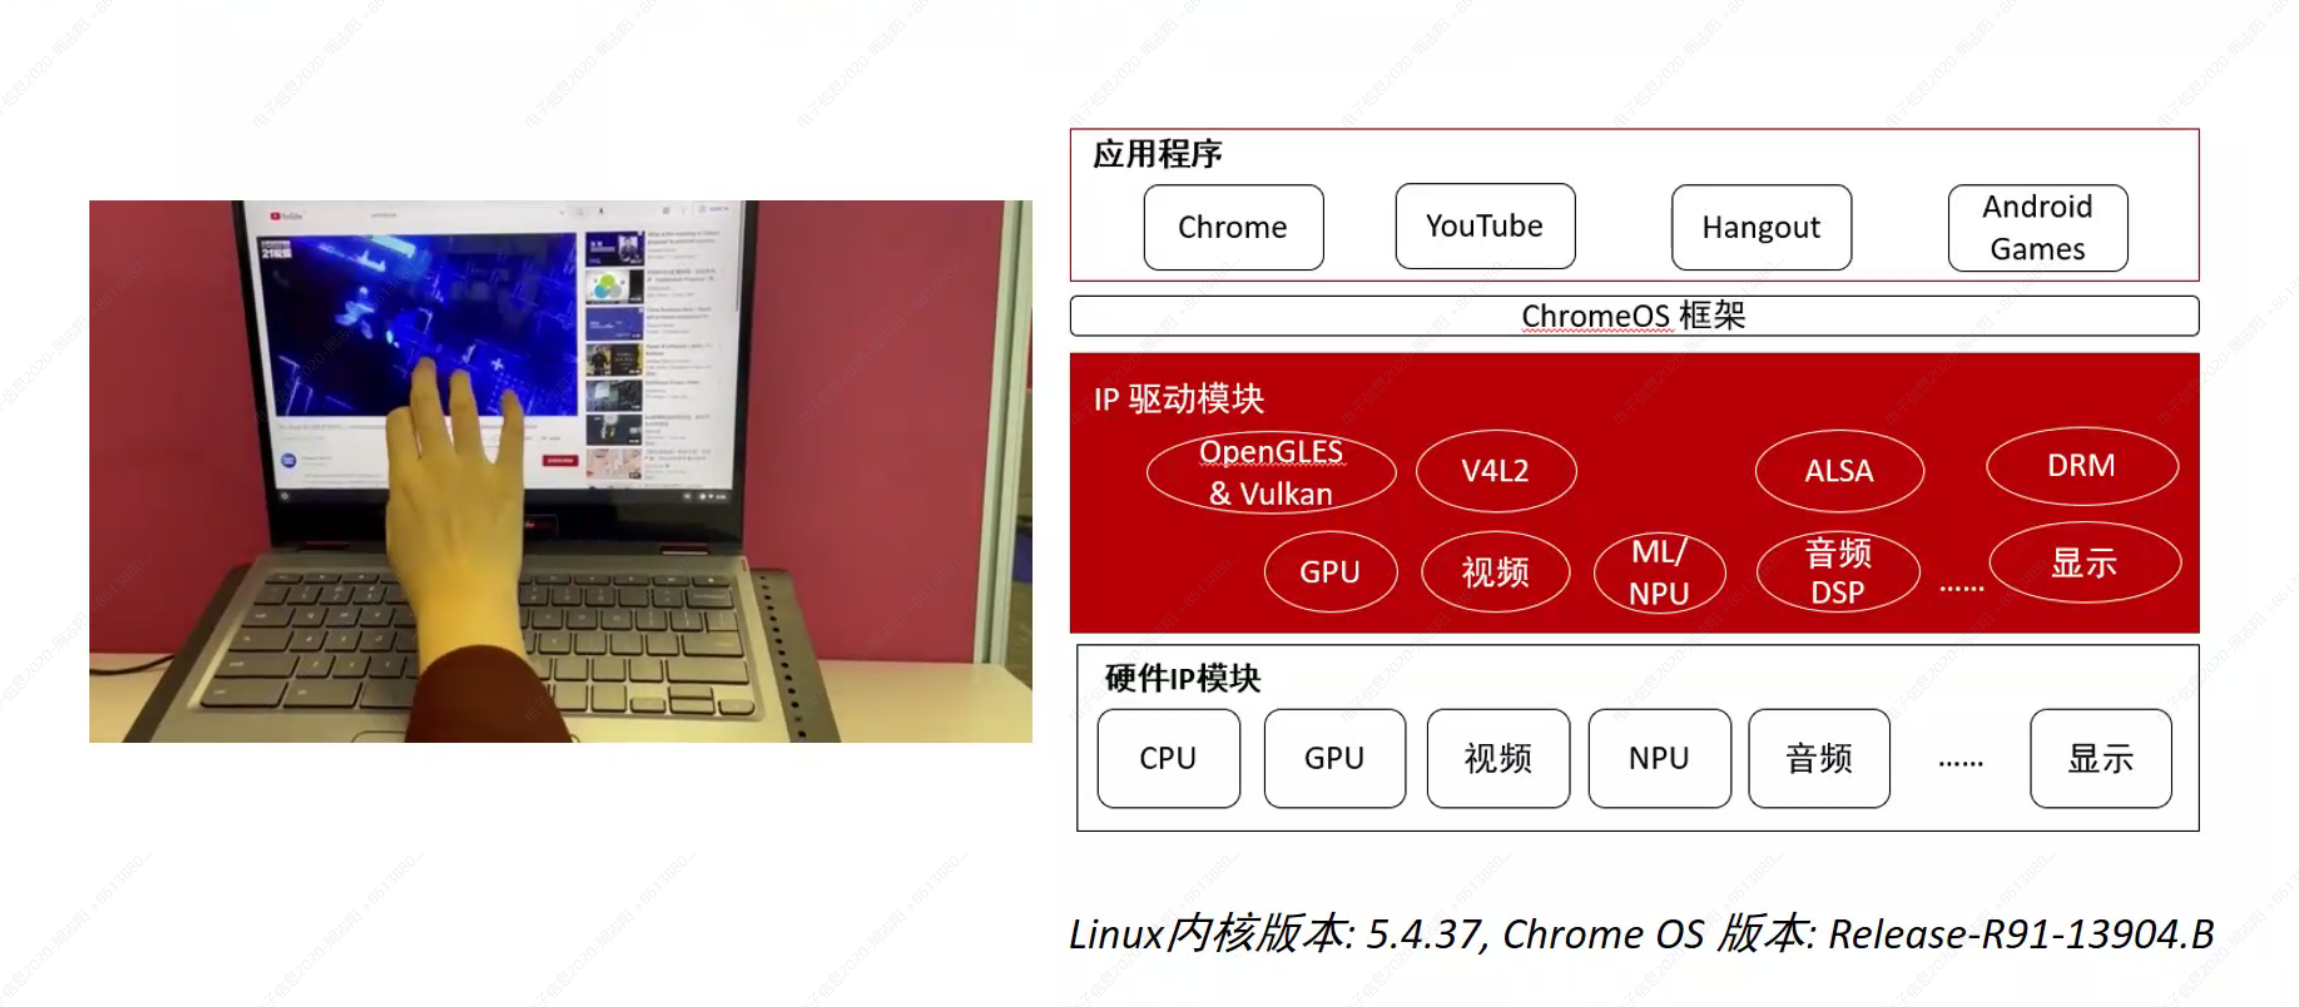 应用程序
Chrome
YouTube
Hangout
Android
Games
ChromeOS 框架
IP 驱动模块
OpenGLES
& Vulkan
V4L2
ALSA
DRM
GPU
视频
ML/
NPU
音频
DSP
......
显示
硬件IP模块
CPU
GPU
视频
NPU
音频
......
显示
Linux内核版本: 5.4.37, Chrome OS 版本: Release-R91-13904.B
YouTube